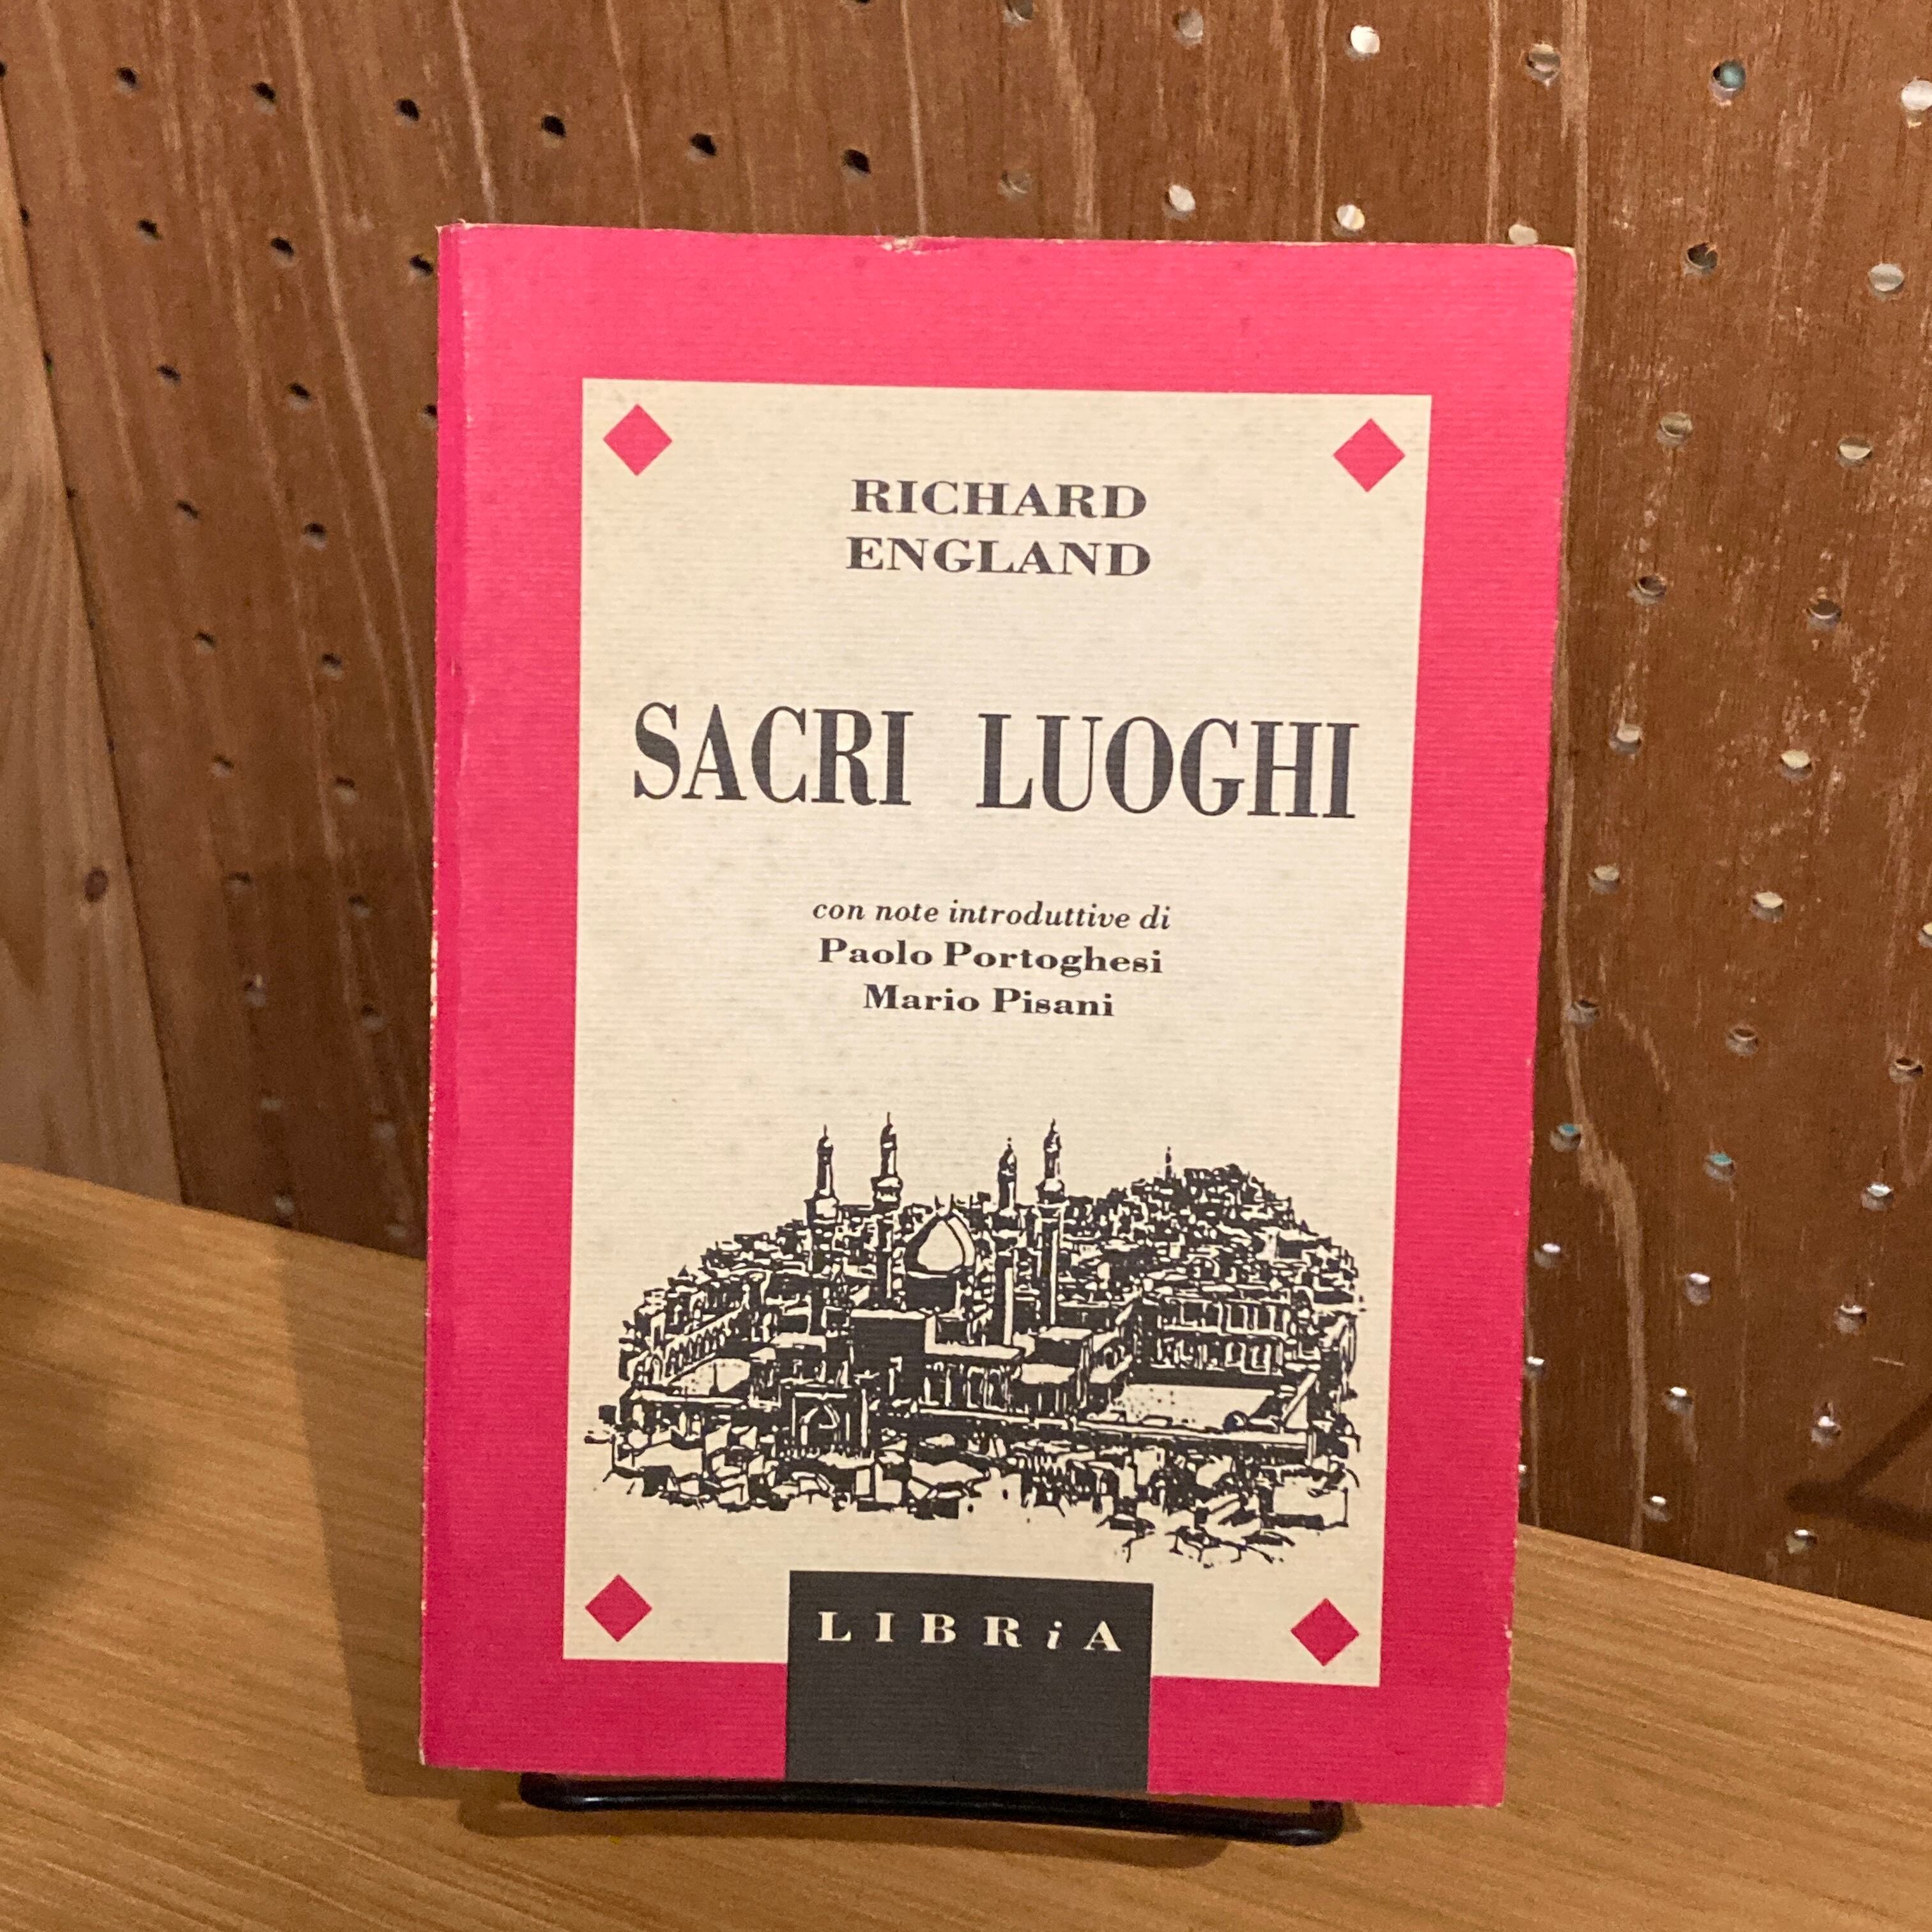 RICHARD
ENGLAND
SACRI LUOGHI
con note introduttive di
Paolo Portoghesi
Mario Pisani
LIBRiA